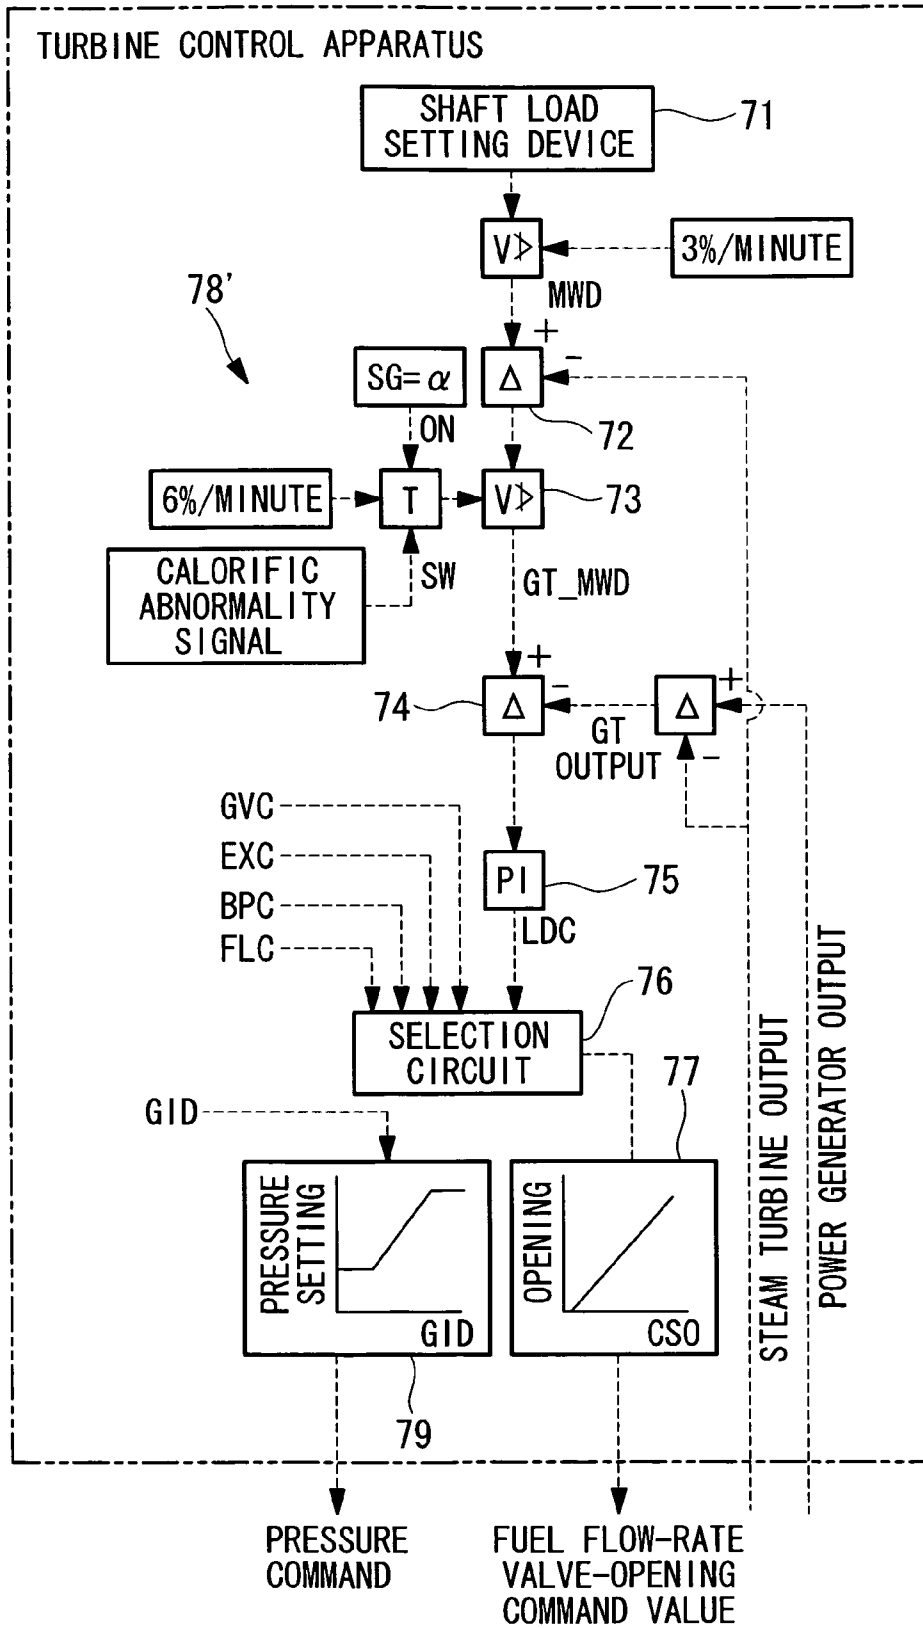 TURBINE CONTROL APPARATUS
SHAFT LOAD
SETTING DEVICE
71
V
3%/MINUTE
MWD
78'
+
-
SG=α
Δ
ON
72
6%/MINUTE
T
V
73
SW
CALORIFIC
ABNORMALITY
SIGNAL
GT_MWD
+
-
74
Δ
Δ
+
-
GT
OUTPUT
GVC
EXC
BPC
FLC
PI
75
LDC
76
SELECTION
CIRCUIT
GID
77
PRESSURE
SETTING
GID
OPENING
CSO
79
STEAM TURBINE OUTPUT
POWER GENERATOR OUTPUT
PRESSURE
COMMAND
FUEL FLOW-RATE
VALVE-OPENING
COMMAND VALUE